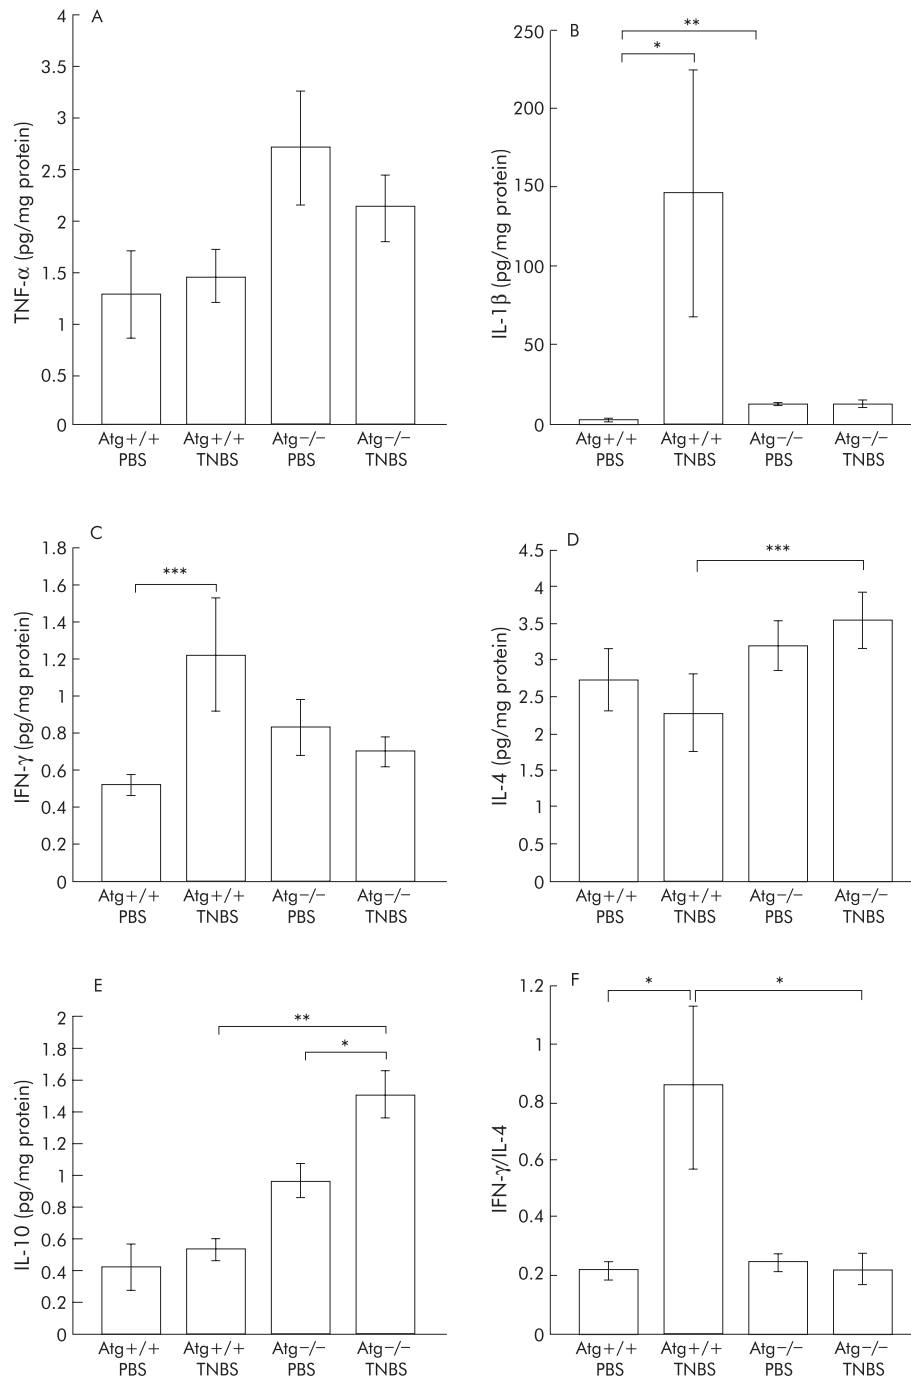 A
TNF-α (pg/mg protein)
4
3.5
3
2.5
2
1.5
1
0.5
0
Atg+/+ Atg+/+ Atg−/− Atg−/−
PBS TNBS PBS TNBS
B
** 
*
IL-1β (pg/mg protein)
250
200
150
100
50
0
Atg+/+ Atg+/+ Atg−/− Atg−/−
PBS TNBS PBS TNBS
C
***
IFN-γ (pg/mg protein)
1.8
1.6
1.4
1.2
1
0.8
0.6
0.4
0.2
0
Atg+/+ Atg+/+ Atg−/− Atg−/−
PBS TNBS PBS TNBS
D
***
IL-4 (pg/mg protein)
4.5
4
3.5
3
2.5
2
1.5
1
0.5
0
Atg+/+ Atg+/+ Atg−/− Atg−/−
PBS TNBS PBS TNBS
E
**
*
IL-10 (pg/mg protein)
2
1.8
1.6
1.4
1.2
1
0.8
0.6
0.4
0.2
0
Atg+/+ Atg+/+ Atg−/− Atg−/−
PBS TNBS PBS TNBS
F
* *
IFN-γ/IL-4
1.2
1
0.8
0.6
0.4
0.2
0
Atg+/+ Atg+/+ Atg−/− Atg−/−
PBS TNBS PBS TNBS